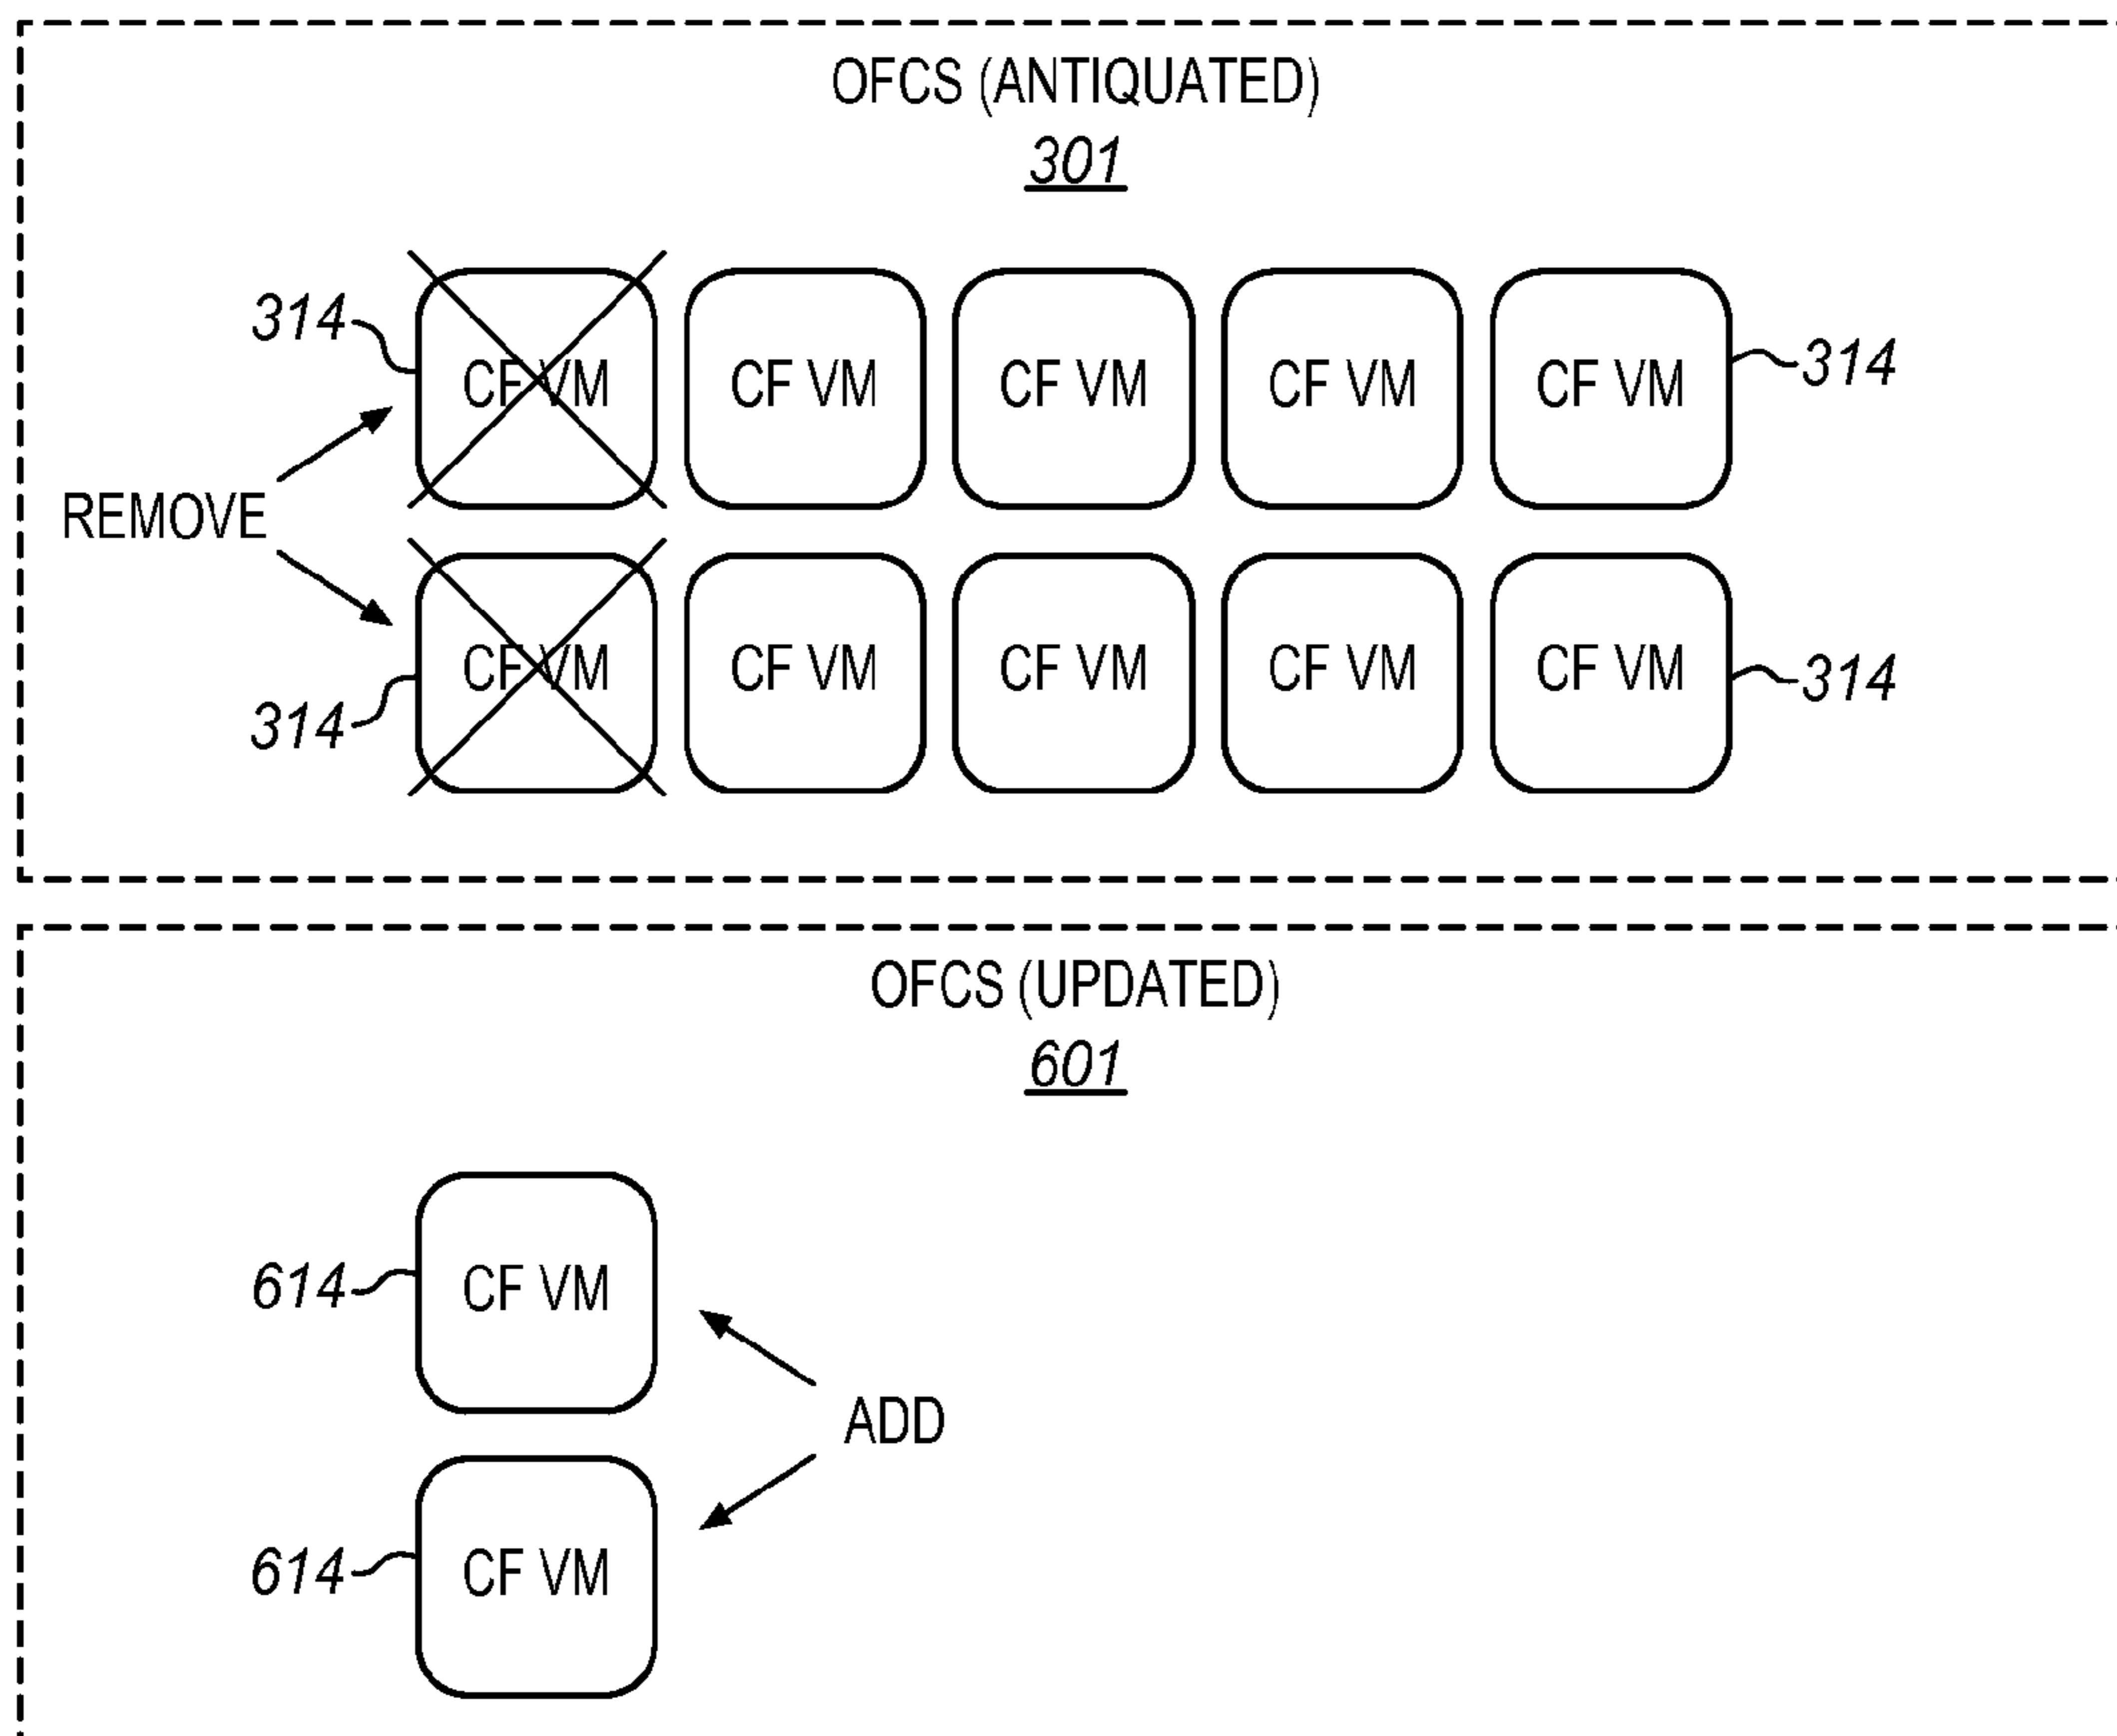 OFCS (ANTIQUATED)
301
314 CF VM CF VM CF VM CF VM CF VM 314
REMOVE
314 CF VM CF VM CF VM CF VM CF VM 314
OFCS (UPDATED)
601
614 CF VM
ADD
614 CF VM